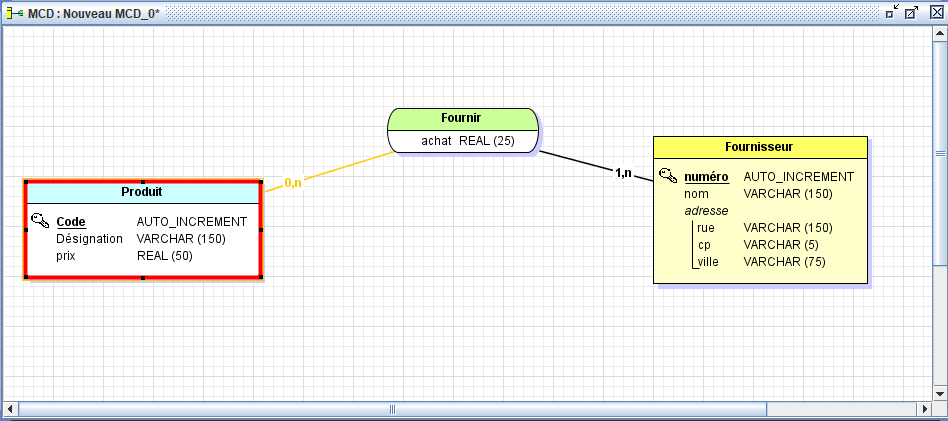 MCD : Nouveau MCD_0*
Fournir
achat REAL (25)
0,n
1,n
Produit
Code AUTO_INCREMENT
Désignation VARCHAR (150)
prix REAL (50)
Fournisseur
numéro AUTO_INCREMENT
nom VARCHAR (150)
adresse
rue VARCHAR (150)
cp VARCHAR (5)
ville VARCHAR (75)